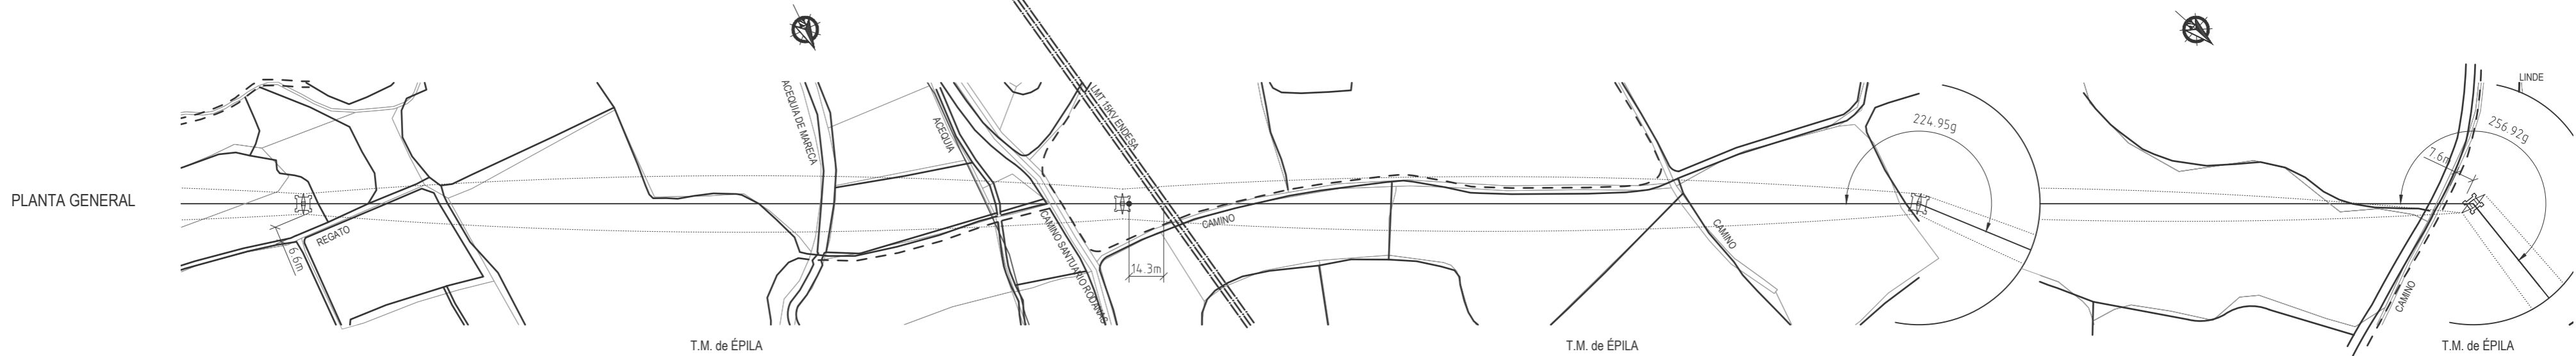 LINDE
ACEQUIA DE MARECA
LMT 15KV ENDESA
ACEQUIA
224.95g
256.92g
7.6m
PLANTA GENERAL
REGATO
6.6m
CAMINO SANTUARIO RODANAS
CAMINO
CAMINO
14.3m
CAMINO
T.M. de ÉPILA
T.M. de ÉPILA
T.M. de ÉPILA